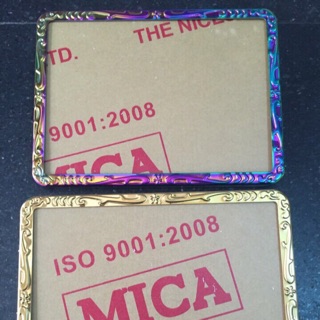 THE NICE
TD.
9001:2008
MICA
ISO 9001:2008
MICA